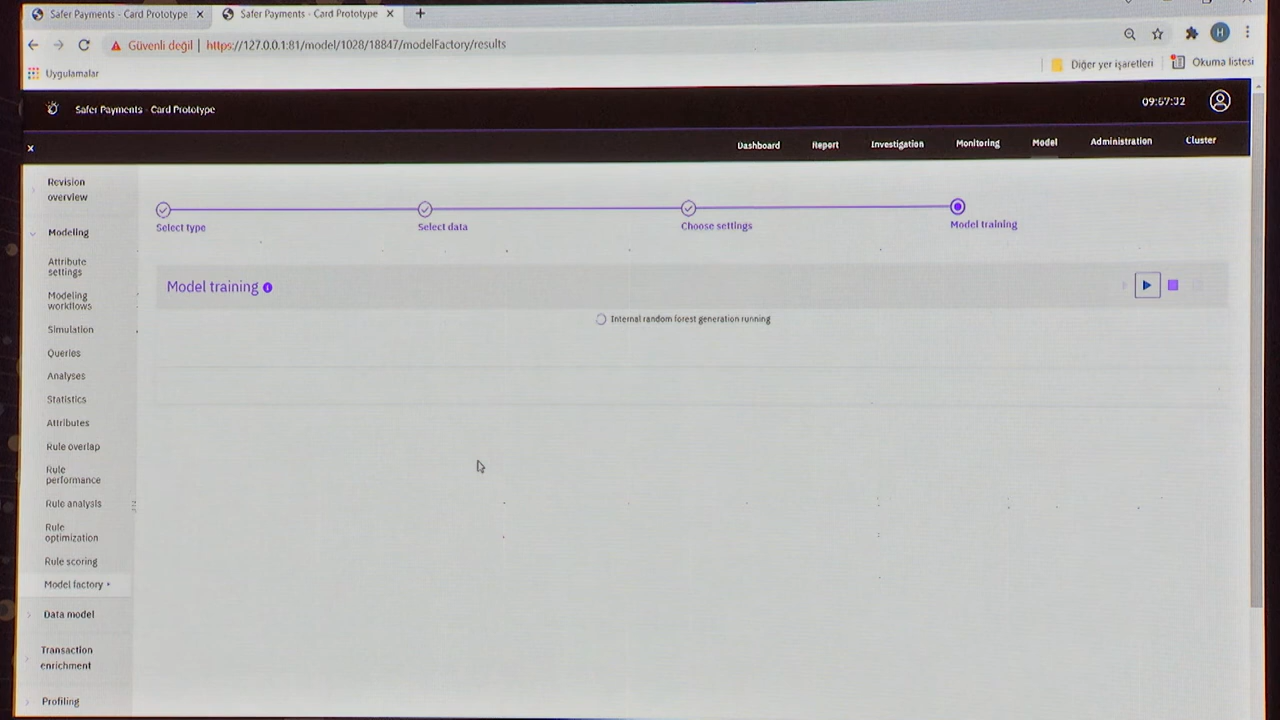 Safer Payments - Card Prototype
Safer Payments - Card Prototype
Güvenli değil | https://127.0.0.1:81/model/1028/18847/modelFactory/results
H
Uygulamalar
Diğer yer işaretleri
Okuma listesi
Safer Payments - Card Prototype
09:57:32
Dashboard
Report
Investigation
Monitoring
Model
Administration
Cluster
Revision
overview
Modeling
Attribute
settings
Modeling
workflows
Simulation
Queries
Analyses
Statistics
Attributes
Rule overlap
Rule
performance
Rule analysis
Rule
optimization
Rule scoring
Model factory
Data model
Transaction
enrichment
Profiling
Select type
Select data
Choose settings
Model training
Model training
Internal random forest generation running